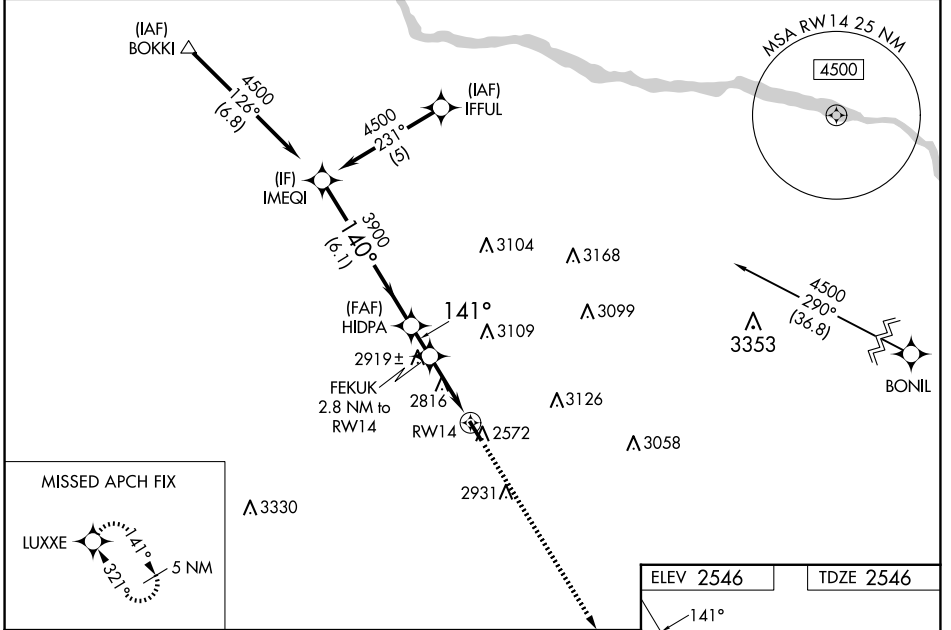 (IAF)
BOKKI
4500
126°
(6.8)
(IAF)
IFFUL
4500
231°
(5)
(IF)
IMEQI
3900
140°
(6.1)
(FAF)
HIDPA
141°
2919±
FEKUK
2.8 NM to
RW14
2816
RW14
2572
2931
3104
3168
3099
3109
3126
3058
3353
3330
MSA RW14 25 NM
4500
4500
290°
(36.8)
BONIL
MISSED APCH FIX
LUXXE
141°
321°
5 NM
ELEV 2546
TDZE 2546
141°